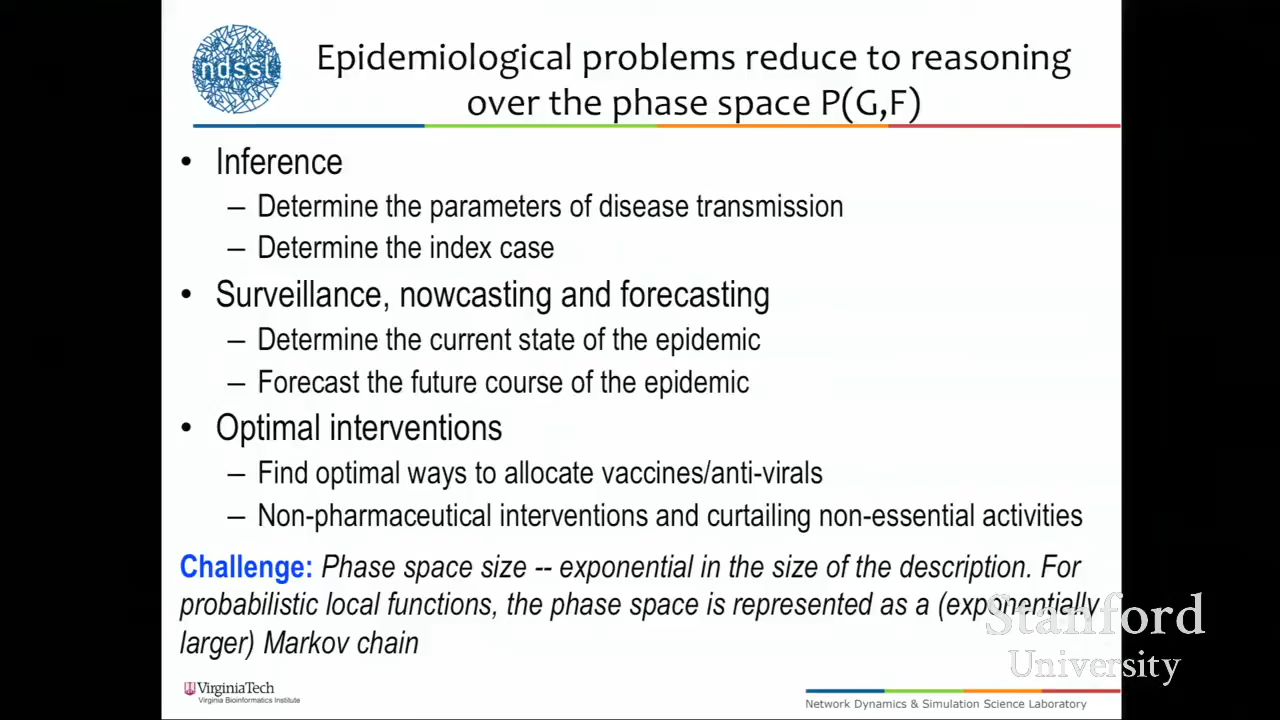 ndssl
Epidemiological problems reduce to reasoning
over the phase space P(G,F)
• Inference
– Determine the parameters of disease transmission
– Determine the index case
• Surveillance, nowcasting and forecasting
– Determine the current state of the epidemic
– Forecast the future course of the epidemic
• Optimal interventions
– Find optimal ways to allocate vaccines/anti-virals
– Non-pharmaceutical interventions and curtailing non-essential activities
Challenge: Phase space size -- exponential in the size of the description. For
probabilistic local functions, the phase space is represented as a (exponentially
larger) Markov chain
Stanford
University
VirginiaTech
Virginia Bioinformatics Institute
Network Dynamics & Simulation Science Laboratory